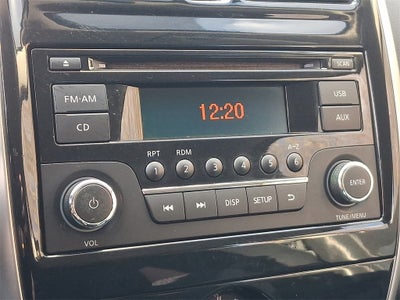 SCAN
FM·AM
12:20
USB
CD
AUX
RPT RDM A-Z
1 2 3 4 5 6
ENTER
DISP SETUP
VOL
TUNE/MENU